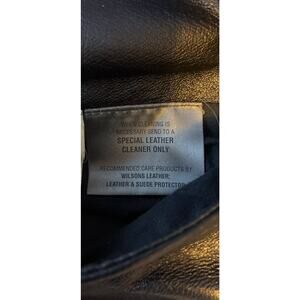 WHEN CLEANING IS
NECESSARY SEND TO A
SPECIAL LEATHER
CLEANER ONLY
RECOMMENDED CARE PRODUCTS BY
WILSONS LEATHER:
LEATHER & SUEDE PROTECTOR